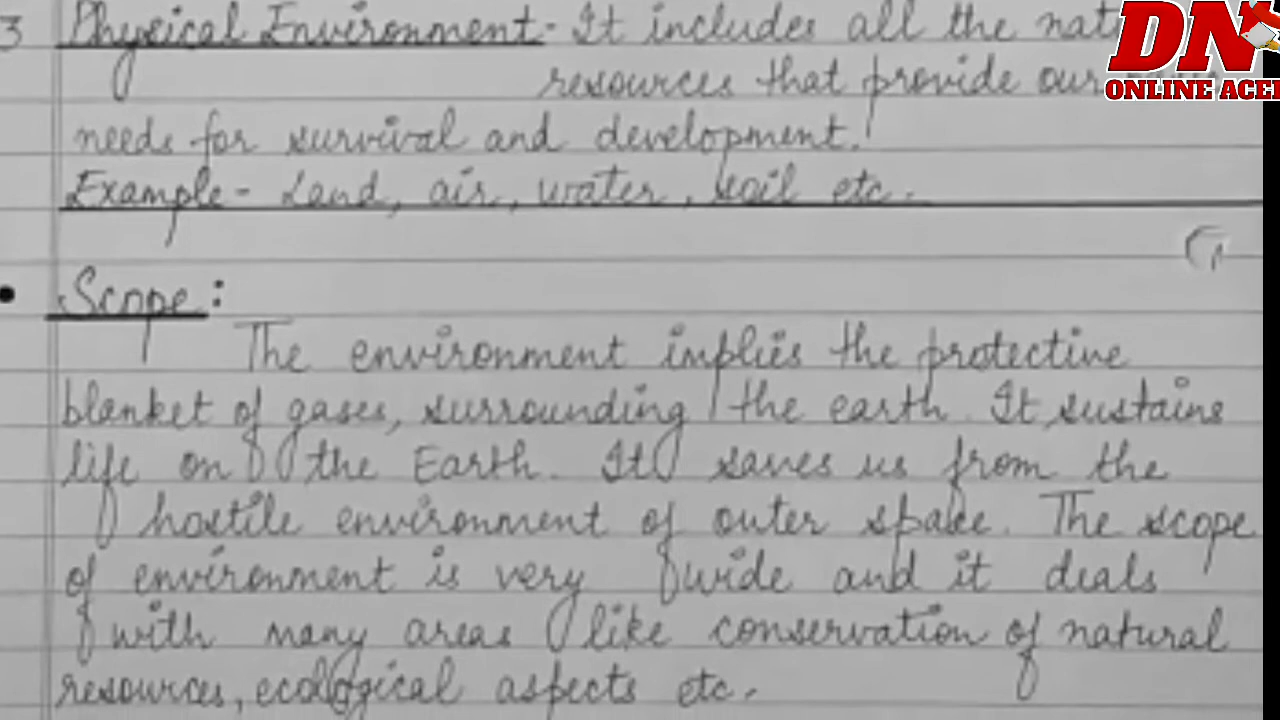 3 Physical Environment - It includes all the
resources that provide our
needs for survival and development.
Example - Land, air, water, soil etc.
• Scope:
The environment implies the protective
blanket of gases, surrounding the earth. It sustains
life on the Earth. It saves us from the
hostile environment of outer space. The scope
of environment is very wide and it deals
with many areas like conservation of natural
resources, ecological aspects etc.
DN
ONLINE ACE